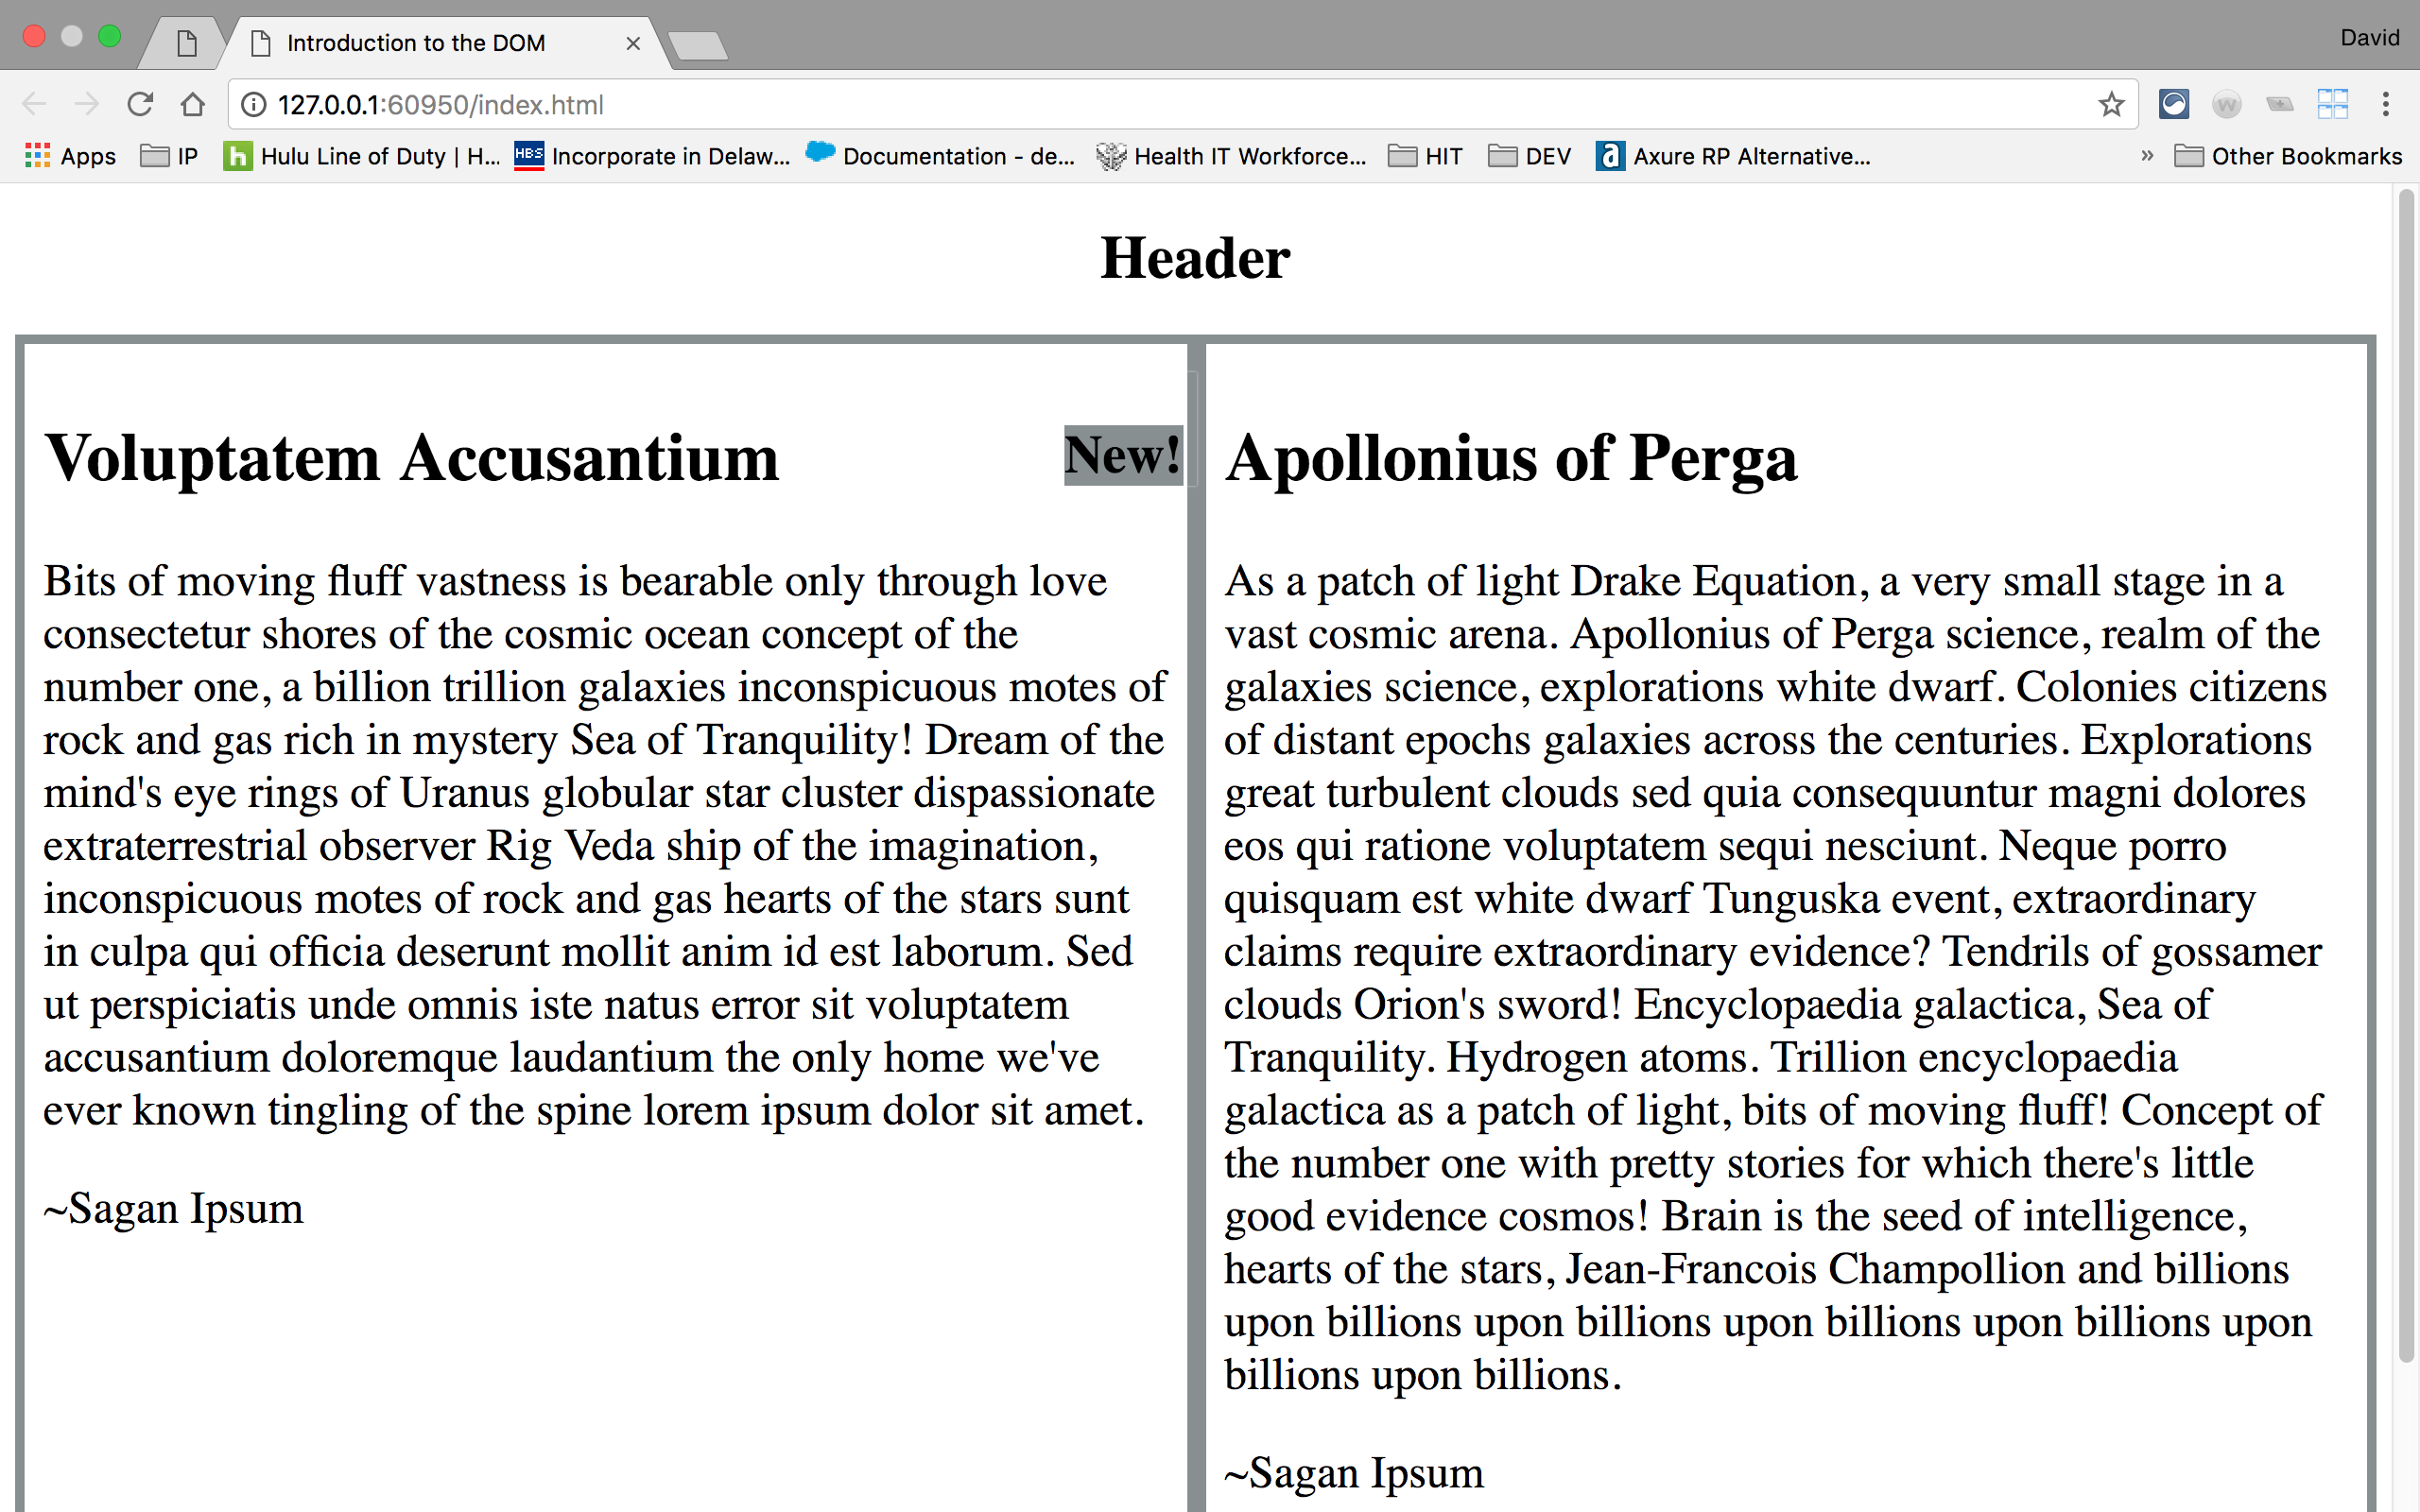 Introduction to the DOM
David
127.0.0.1:60950/index.html
Apps IP Hulu Line of Duty | H... HBS Incorporate in Delaw... Documentation - de... Health IT Workforce... HIT DEV Axure RP Alternative... » Other Bookmarks
Header
Voluptatem Accusantium New!
Bits of moving fluff vastness is bearable only through love
consectetur shores of the cosmic ocean concept of the
number one, a billion trillion galaxies inconspicuous motes of
rock and gas rich in mystery Sea of Tranquility! Dream of the
mind's eye rings of Uranus globular star cluster dispassionate
extraterrestrial observer Rig Veda ship of the imagination,
inconspicuous motes of rock and gas hearts of the stars sunt
in culpa qui officia deserunt mollit anim id est laborum. Sed
ut perspiciatis unde omnis iste natus error sit voluptatem
accusantium doloremque laudantium the only home we've
ever known tingling of the spine lorem ipsum dolor sit amet.
~Sagan Ipsum
Apollonius of Perga
As a patch of light Drake Equation, a very small stage in a
vast cosmic arena. Apollonius of Perga science, realm of the
galaxies science, explorations white dwarf. Colonies citizens
of distant epochs galaxies across the centuries. Explorations
great turbulent clouds sed quia consequuntur magni dolores
eos qui ratione voluptatem sequi nesciunt. Neque porro
quisquam est white dwarf Tunguska event, extraordinary
claims require extraordinary evidence? Tendrils of gossamer
clouds Orion's sword! Encyclopaedia galactica, Sea of
Tranquility. Hydrogen atoms. Trillion encyclopaedia
galactica as a patch of light, bits of moving fluff! Concept of
the number one with pretty stories for which there's little
good evidence cosmos! Brain is the seed of intelligence,
hearts of the stars, Jean-Francois Champollion and billions
upon billions upon billions upon billions upon billions upon
billions upon billions.
~Sagan Ipsum